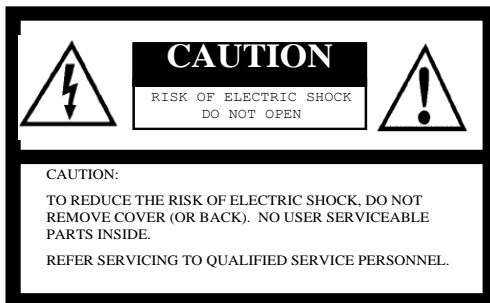 CAUTION
RISK OF ELECTRIC SHOCK
DO NOT OPEN
CAUTION:
TO REDUCE THE RISK OF ELECTRIC SHOCK, DO NOT
REMOVE COVER (OR BACK). NO USER SERVICEABLE
PARTS INSIDE.
REFER SERVICING TO QUALIFIED SERVICE PERSONNEL.